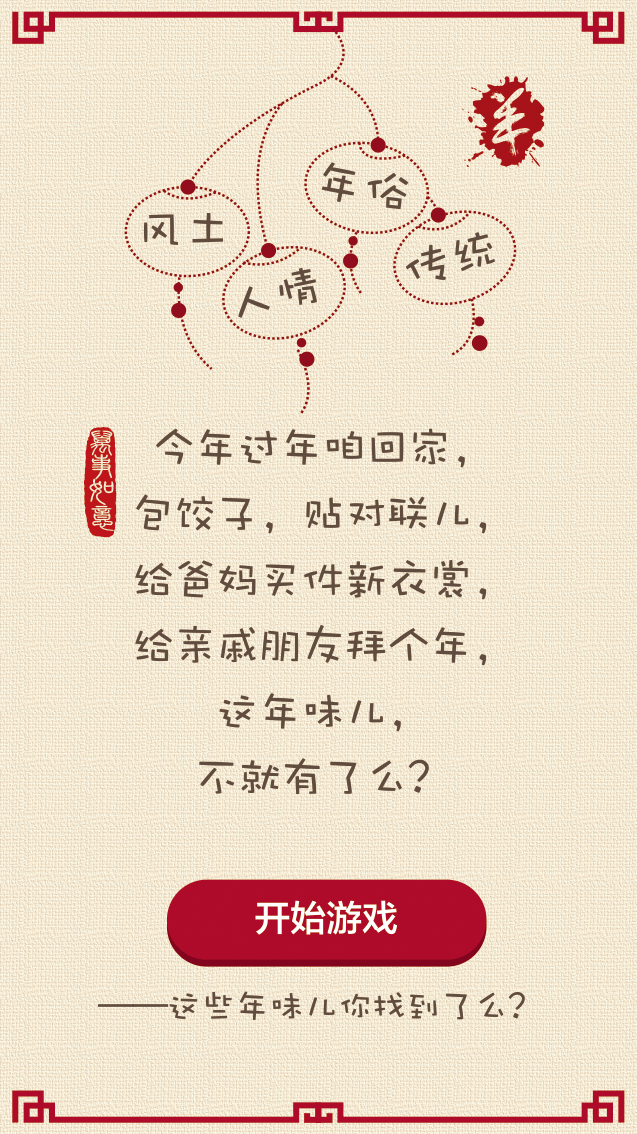 羊
年俗
风土
传统
人情
今年过年咱回家，
包饺子，贴对联儿，
给爸妈买件新衣裳，
给亲戚朋友拜个年，
这年味儿，
不就有了么？
事如意
开始游戏
——这些年味儿你找到了么？